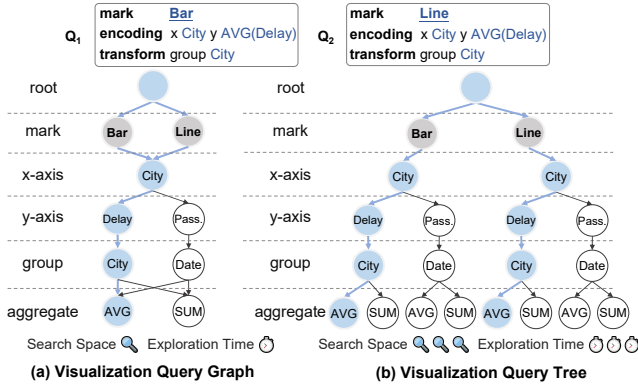 Q1
mark Bar
encoding x City y AVG(Delay)
transform group City
Q2
mark Line
encoding x City y AVG(Delay)
transform group City
root
mark
Bar Line
x-axis
City
y-axis
Delay Pass.
group
City Date
aggregate
AVG SUM
Search Space Exploration Time
(a) Visualization Query Graph
root
mark
Bar Line
x-axis
City City
y-axis
Delay Pass. Delay Pass.
group
City Date City Date
aggregate
AVG SUM AVG SUM AVG SUM AVG SUM
Search Space Exploration Time
(b) Visualization Query Tree